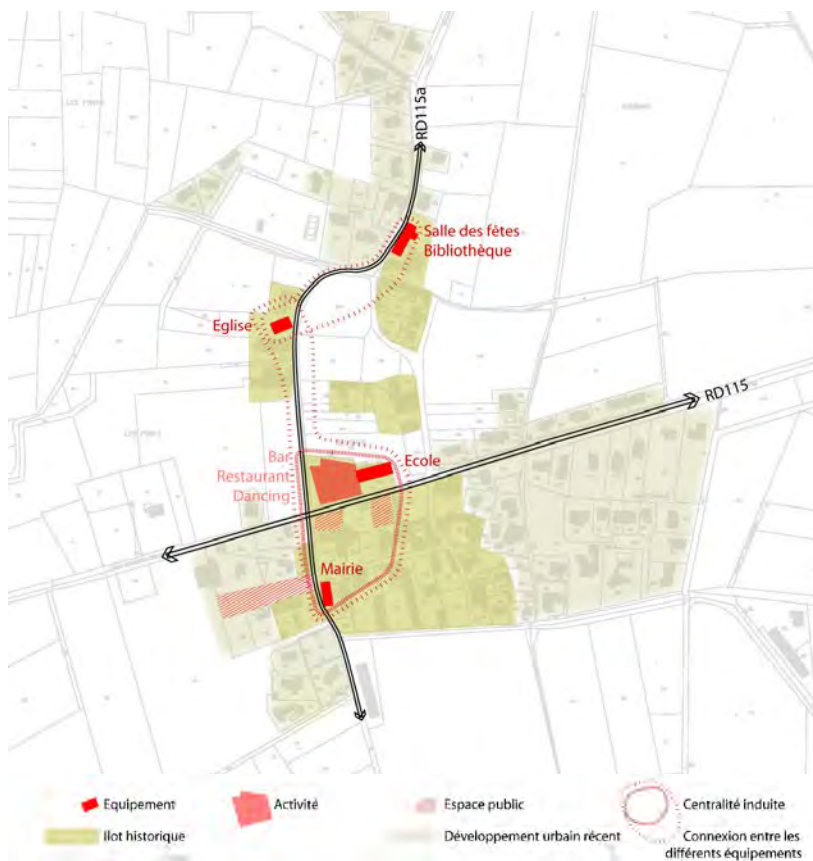 RD115a
Salle des fêtes
Bibliothèque
Eglise
RD115
Bar
Restaurant
Dancing
Ecole
Mairie
Equipement
Activité
Espace public
Centralité induite
Ilot historique
Développement urbain récent
Connexion entre les
différents équipements